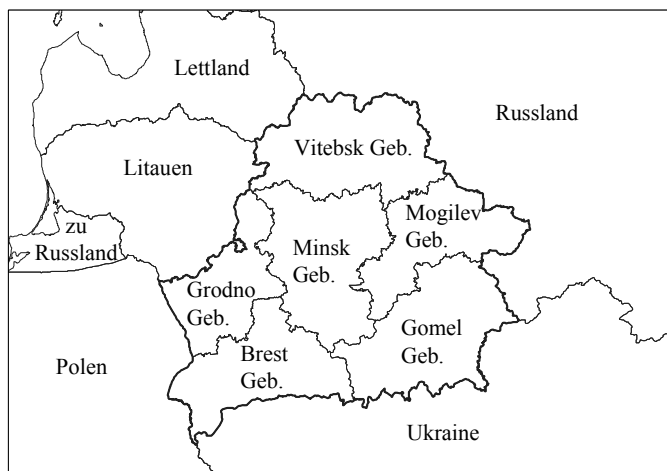 Lettland
Russland
Vitebsk Geb.
Litauen
Mogilev
Geb.
zu
Russland
Minsk
Geb.
Grodno
Geb.
Gomel
Geb.
Brest
Geb.
Polen
Ukraine